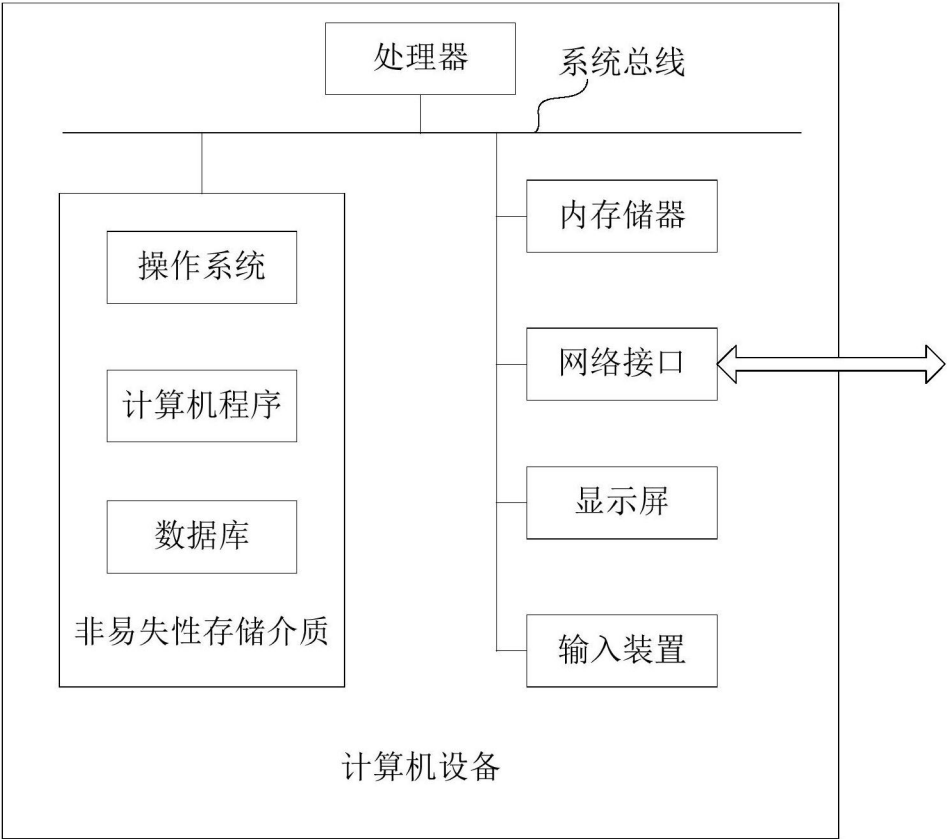 处理器
系统总线
操作系统
计算机程序
数据库
非易失性存储介质
内存储器
网络接口
显示屏
输入装置
计算机设备